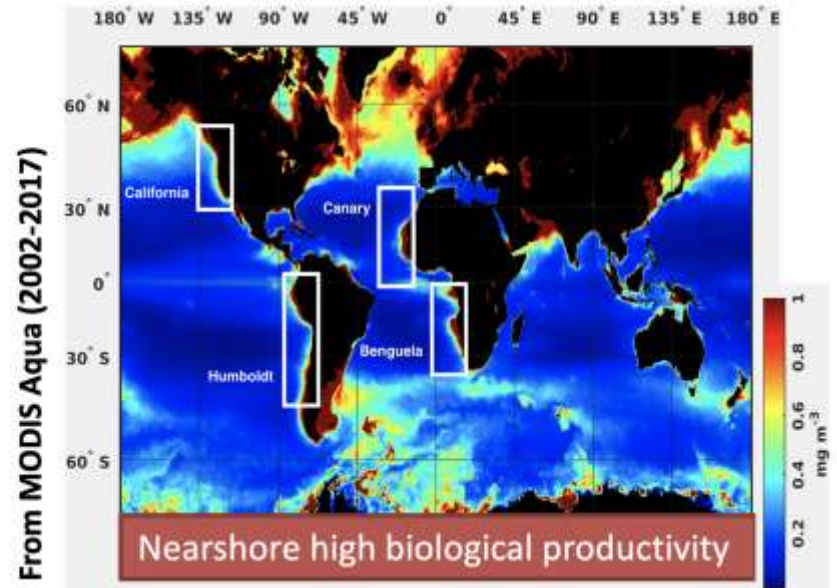 180° W 135° W 90° W 45° W 0° 45° E 90° E 135° E 180° E
60° N
30° N
0°
30° S
60° S
From MODIS Aqua (2002-2017)
California
Canary
Humboldt
Benguela
1
0.8
0.6
0.4
0.2
mg m⁻³
Nearshore high biological productivity